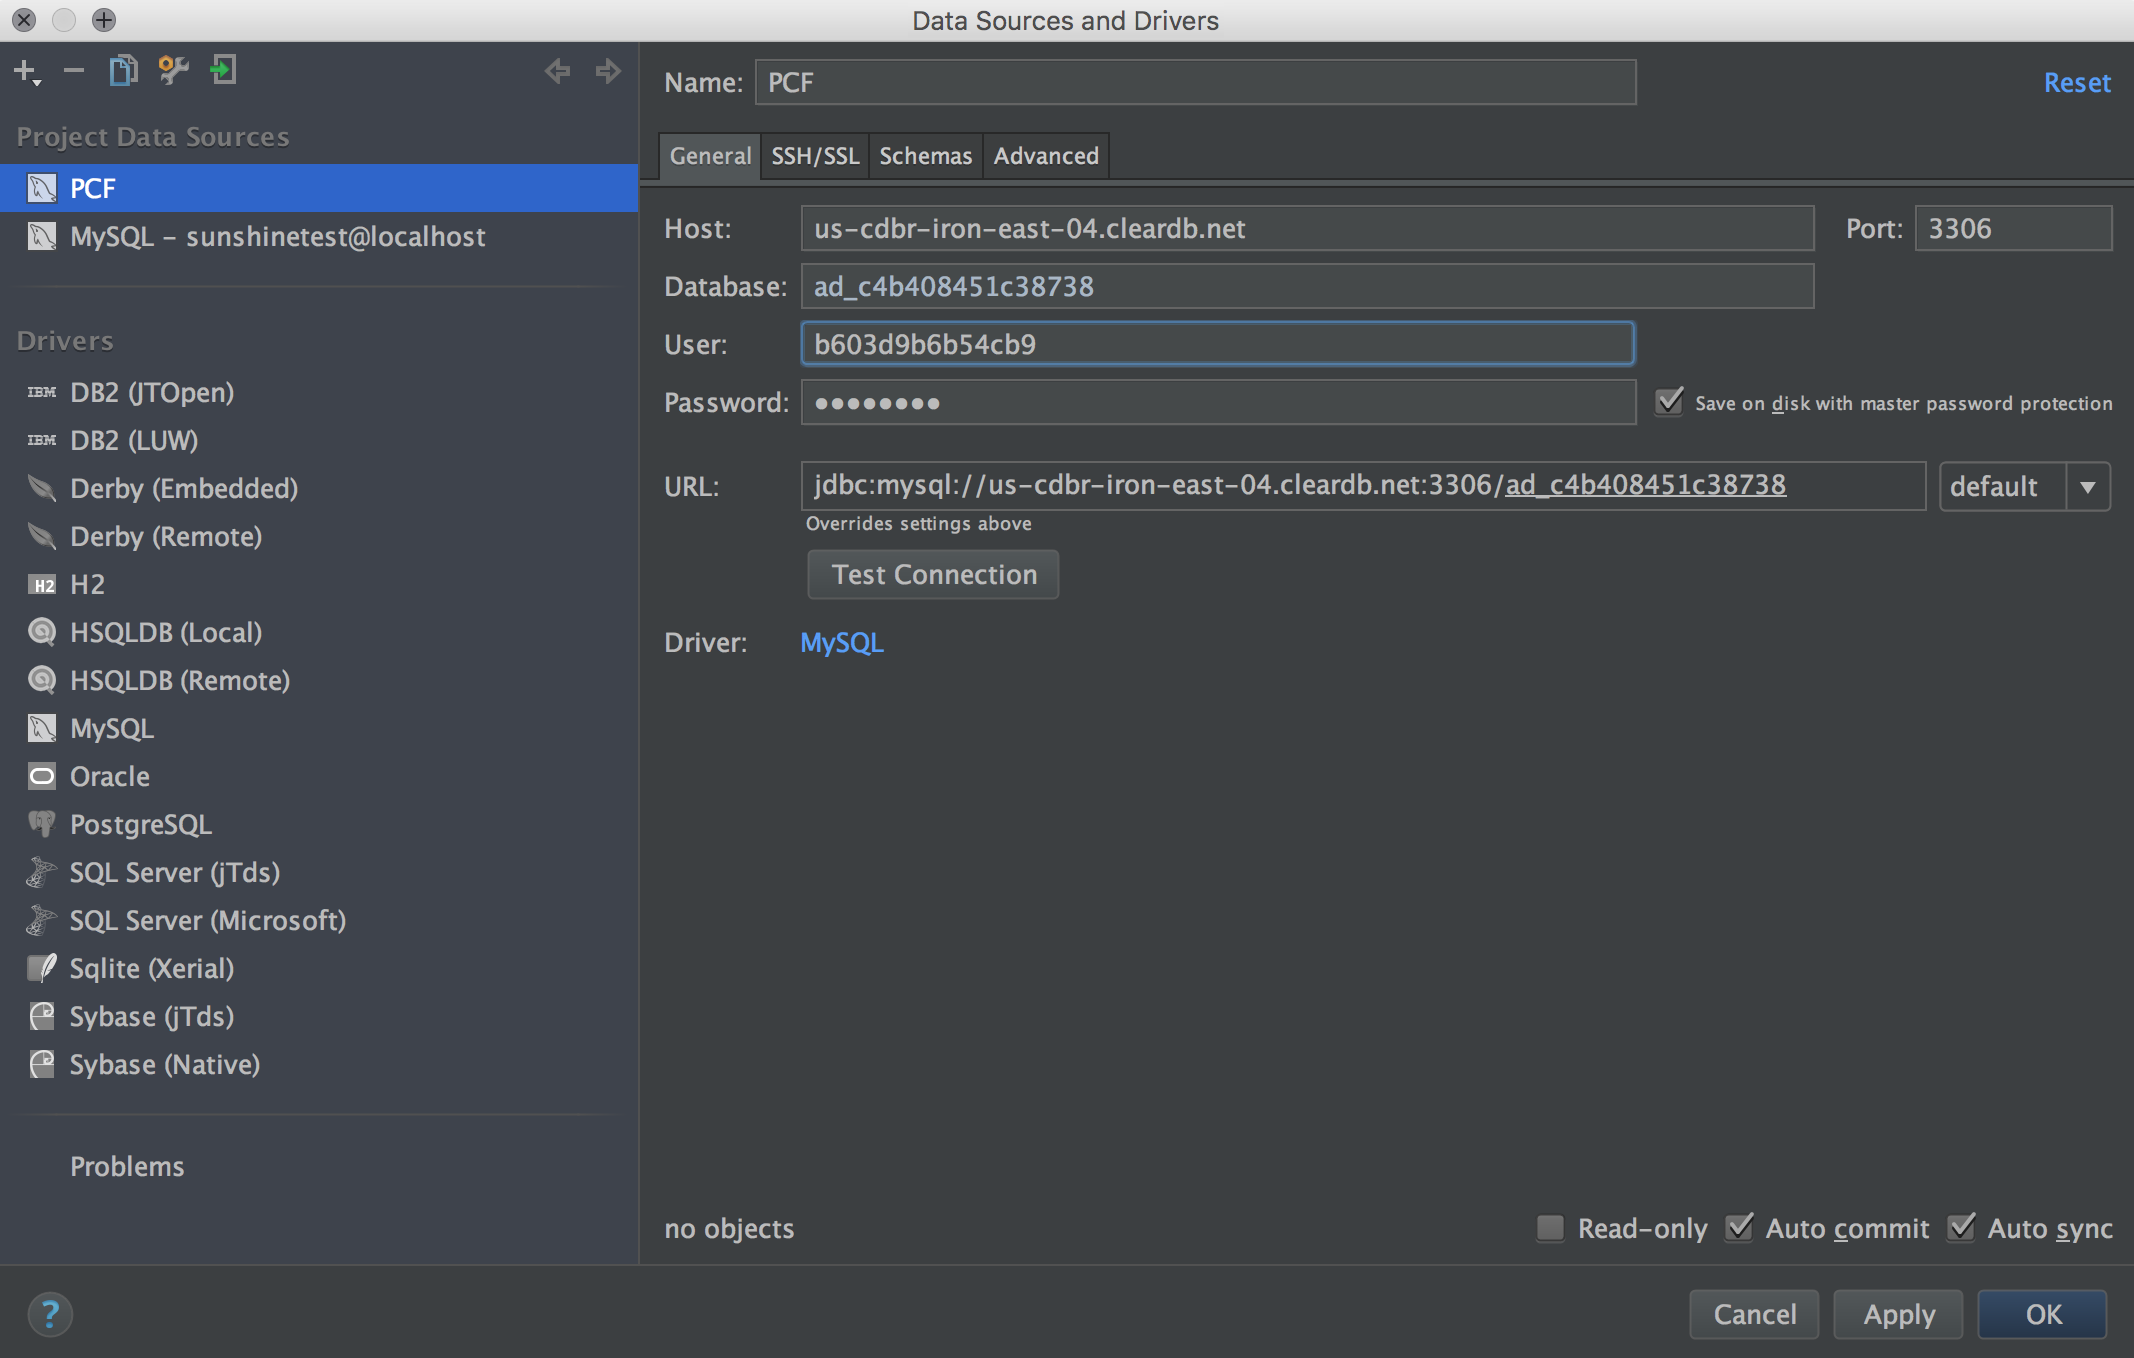 Data Sources and Drivers
Project Data Sources
PCF
MySQL - sunshinetest@localhost
Drivers
IBM DB2 (JTOpen)
IBM DB2 (LUW)
Derby (Embedded)
Derby (Remote)
H2 H2
HSQLDB (Local)
HSQLDB (Remote)
MySQL
Oracle
PostgreSQL
SQL Server (jTds)
SQL Server (Microsoft)
Sqlite (Xerial)
Sybase (jTds)
Sybase (Native)
Problems
Name: PCF Reset
General SSH/SSL Schemas Advanced
Host: us-cdbr-iron-east-04.cleardb.net Port: 3306
Database: ad_c4b408451c38738
User: b603d9b6b54cb9
Password: •••••••• Save on disk with master password protection
URL: jdbc:mysql://us-cdbr-iron-east-04.cleardb.net:3306/ad_c4b408451c38738 default
Overrides settings above
Test Connection
Driver: MySQL
no objects Read-only Auto commit Auto sync
? Cancel Apply OK